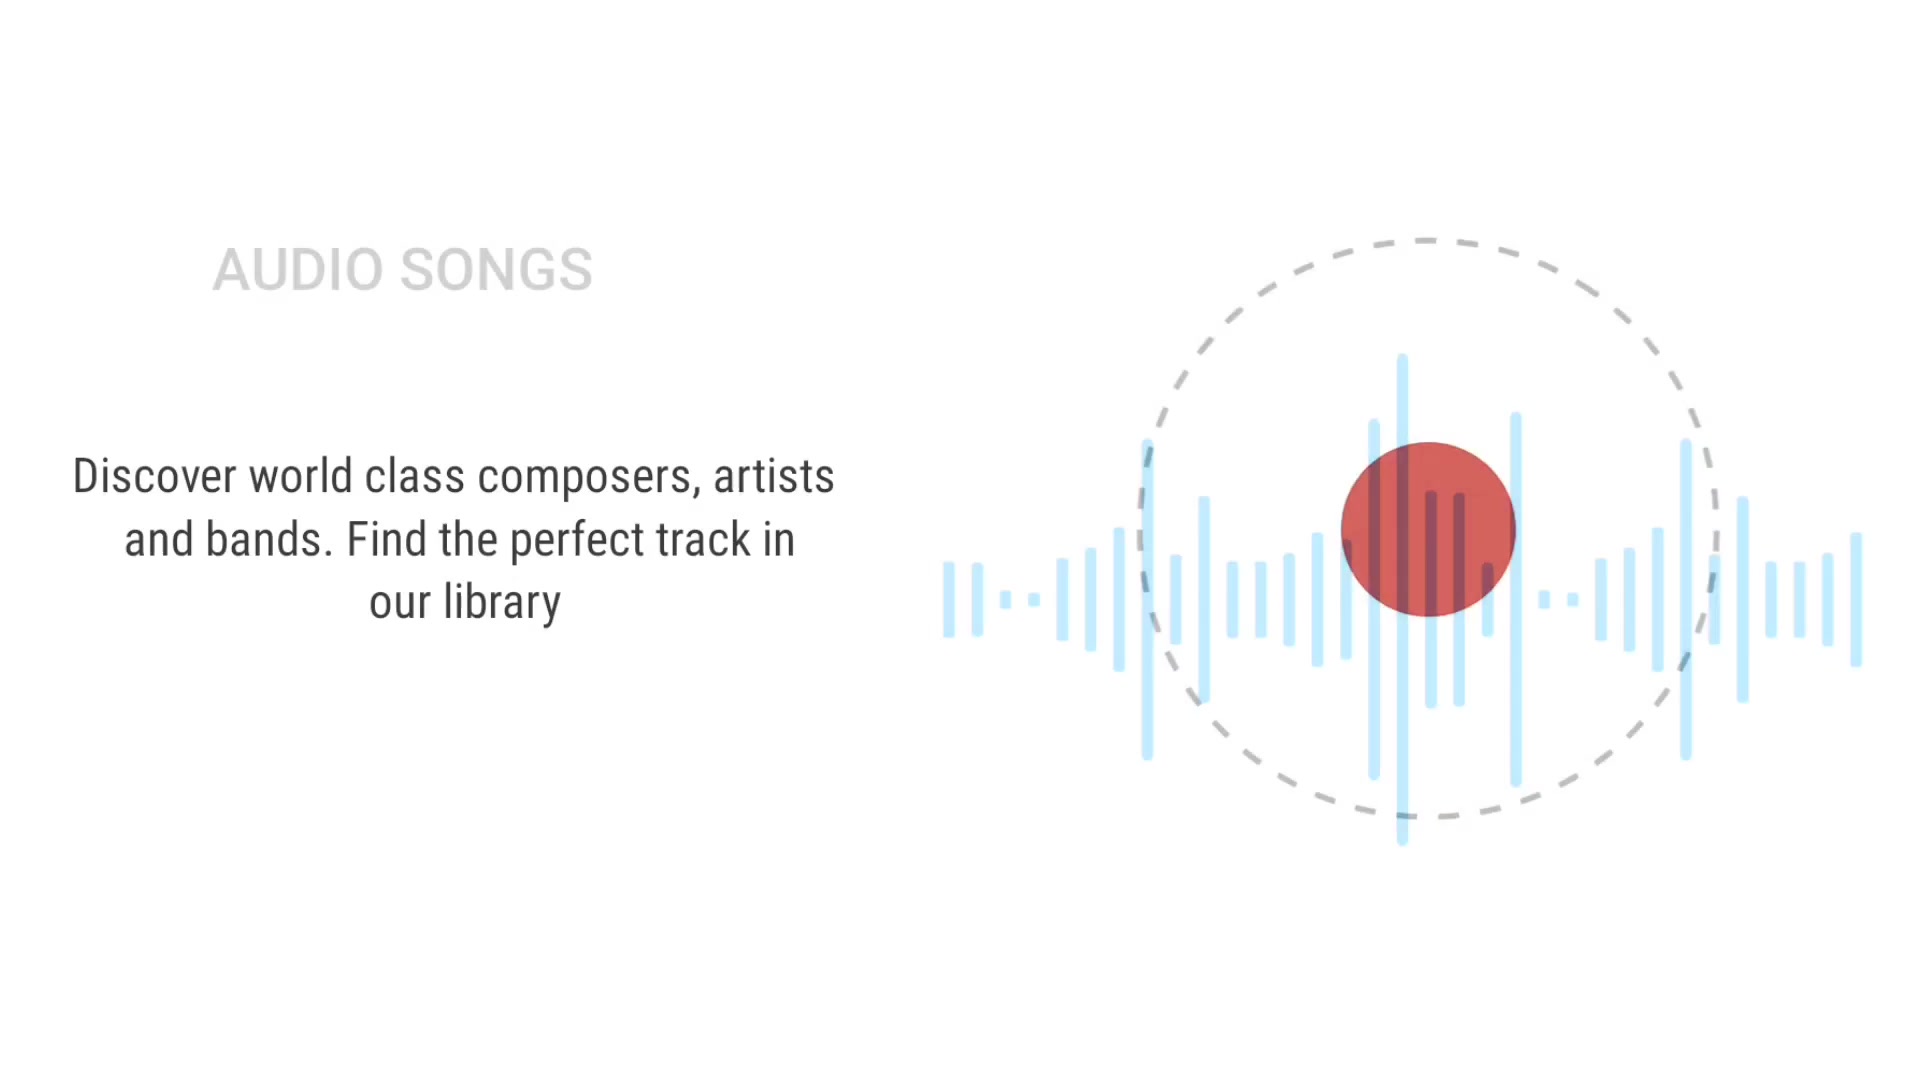 AUDIO SONGS
Discover world class composers, artists
and bands. Find the perfect track in
our library